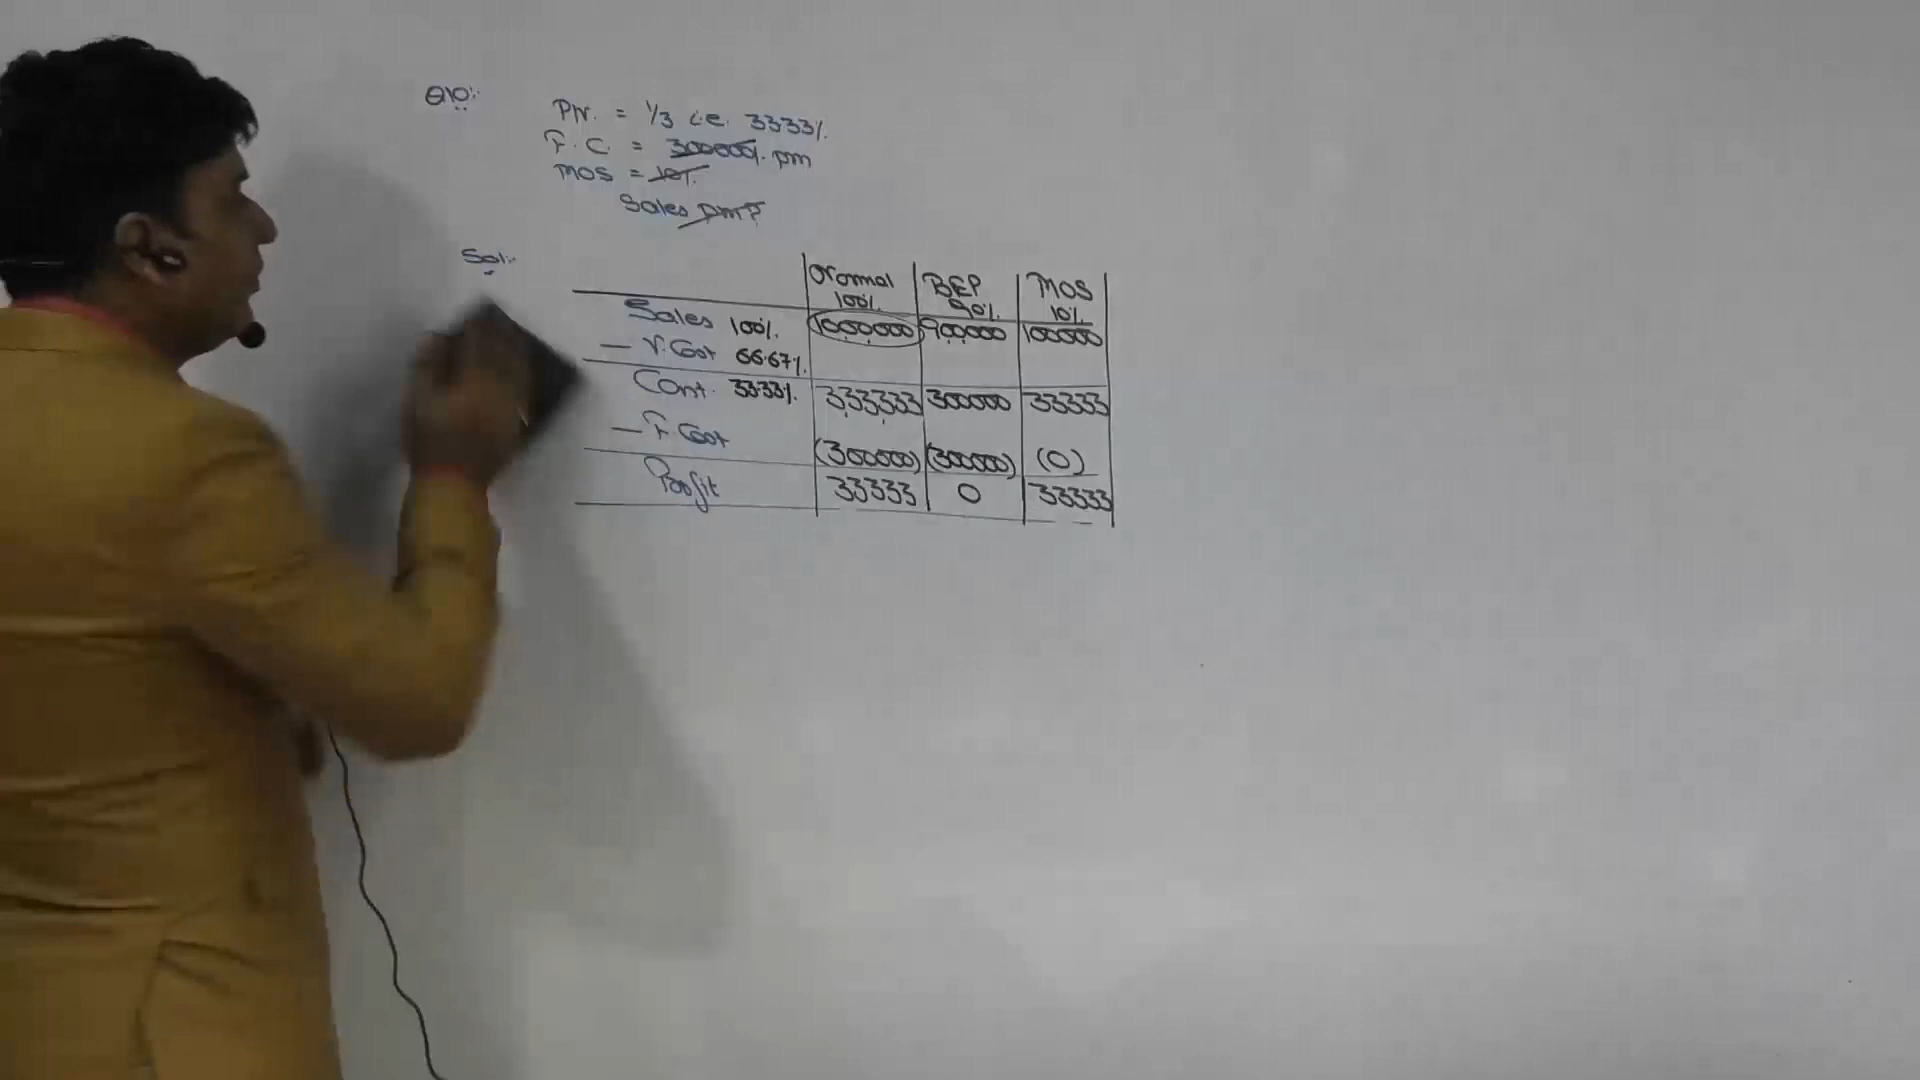 Q10:
P/V. = 1/3 i.e. 33.33%
F.C. = 300000/. pm
MOS = 10%
Sales pm?
Sol:-
Normal BEP MOS
100% 90% 10%
Sales 100% 1000000 900000 100000
— V. Cost 66.67%
Cont. 33.33% 333333 300000 33333
— F. Cost (300000) (300000) (0)
Profit 33333 0 33333